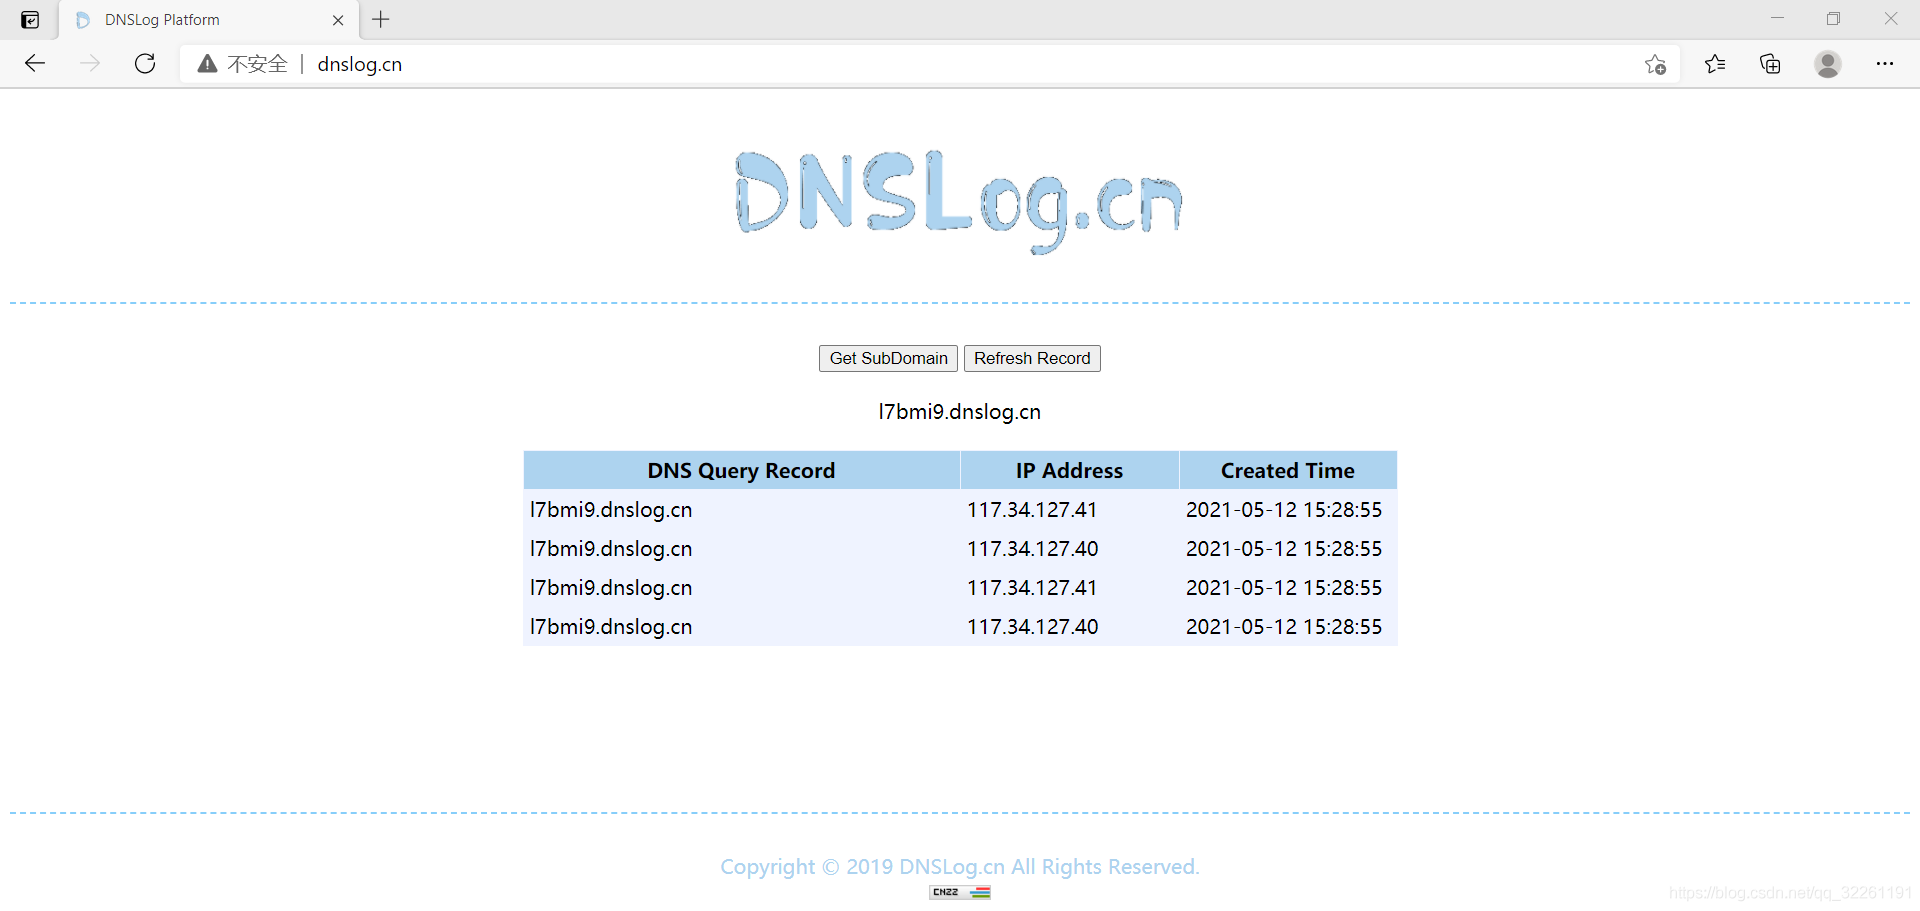 DNSLog Platform
不安全 | dnslog.cn
DNSLog.cn
Get SubDomain Refresh Record
l7bmi9.dnslog.cn
DNS Query Record IP Address Created Time
l7bmi9.dnslog.cn 117.34.127.41 2021-05-12 15:28:55
l7bmi9.dnslog.cn 117.34.127.40 2021-05-12 15:28:55
l7bmi9.dnslog.cn 117.34.127.41 2021-05-12 15:28:55
l7bmi9.dnslog.cn 117.34.127.40 2021-05-12 15:28:55
Copyright © 2019 DNSLog.cn All Rights Reserved.
CNZZ
https://blog.csdn.net/qq_32261191